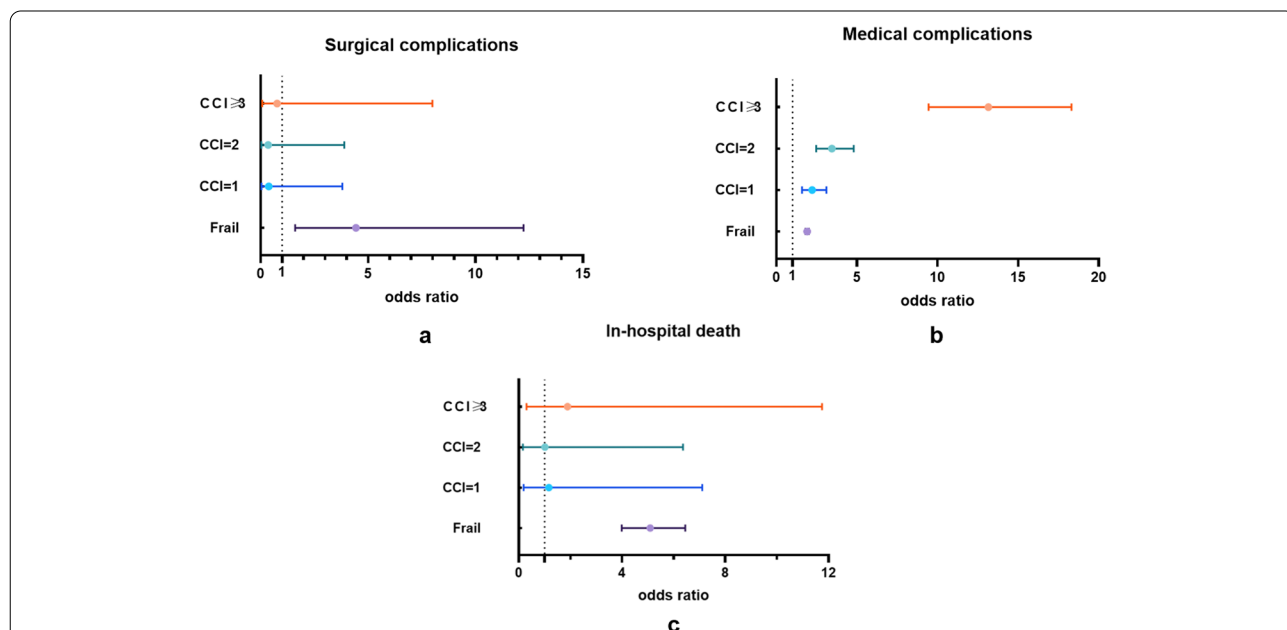 Surgical complications
CCI⩾3
CCI=2
CCI=1
Frail
0 1 5 10 15
odds ratio
a
Medical complications
CCI⩾3
CCI=2
CCI=1
Frail
0 1 5 10 15 20
odds ratio
b
In-hospital death
CCI⩾3
CCI=2
CCI=1
Frail
0 4 8 12
odds ratio
c